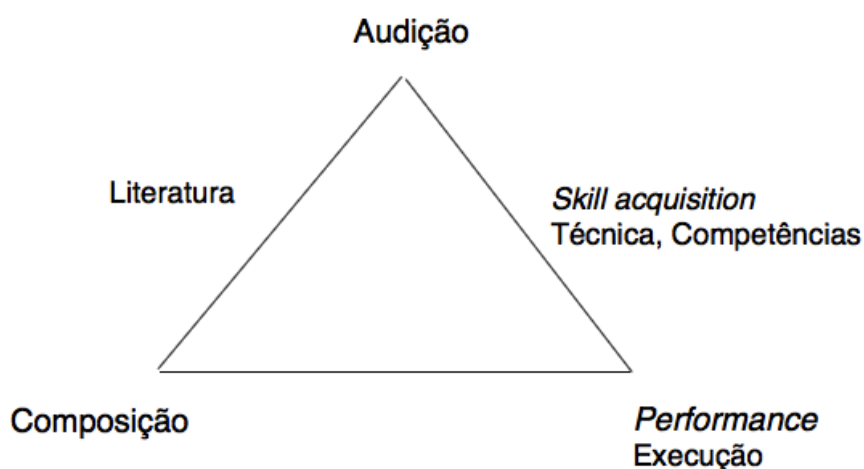 Audição
Literatura
Skill acquisition
Técnica, Competências
Composição
Performance
Execução